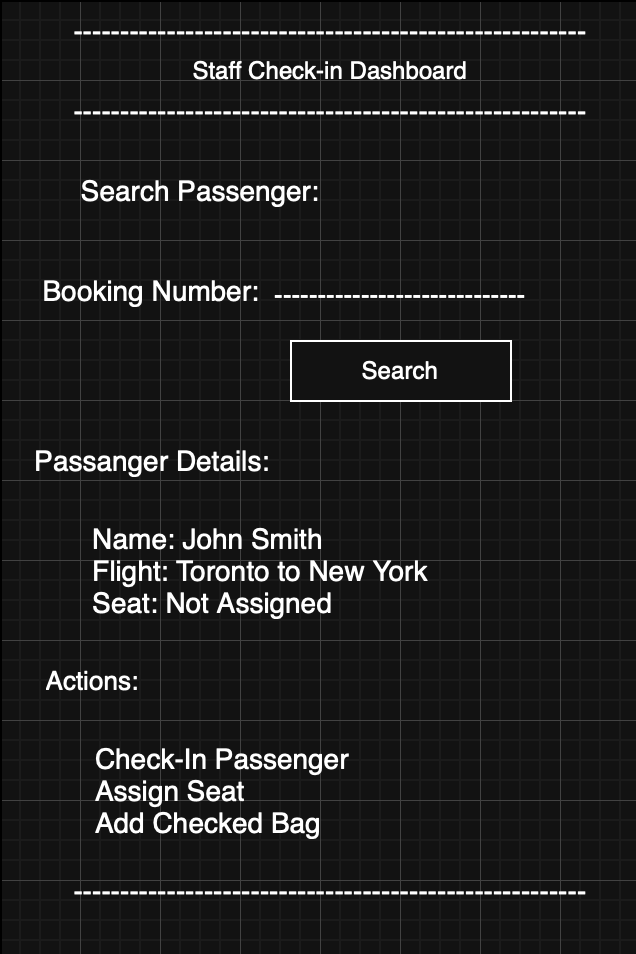 Staff Check-in Dashboard
Search Passenger:
Booking Number: -----------------------------
Search
Passanger Details:
Name: John Smith
Flight: Toronto to New York
Seat: Not Assigned
Actions:
Check-In Passenger
Assign Seat
Add Checked Bag